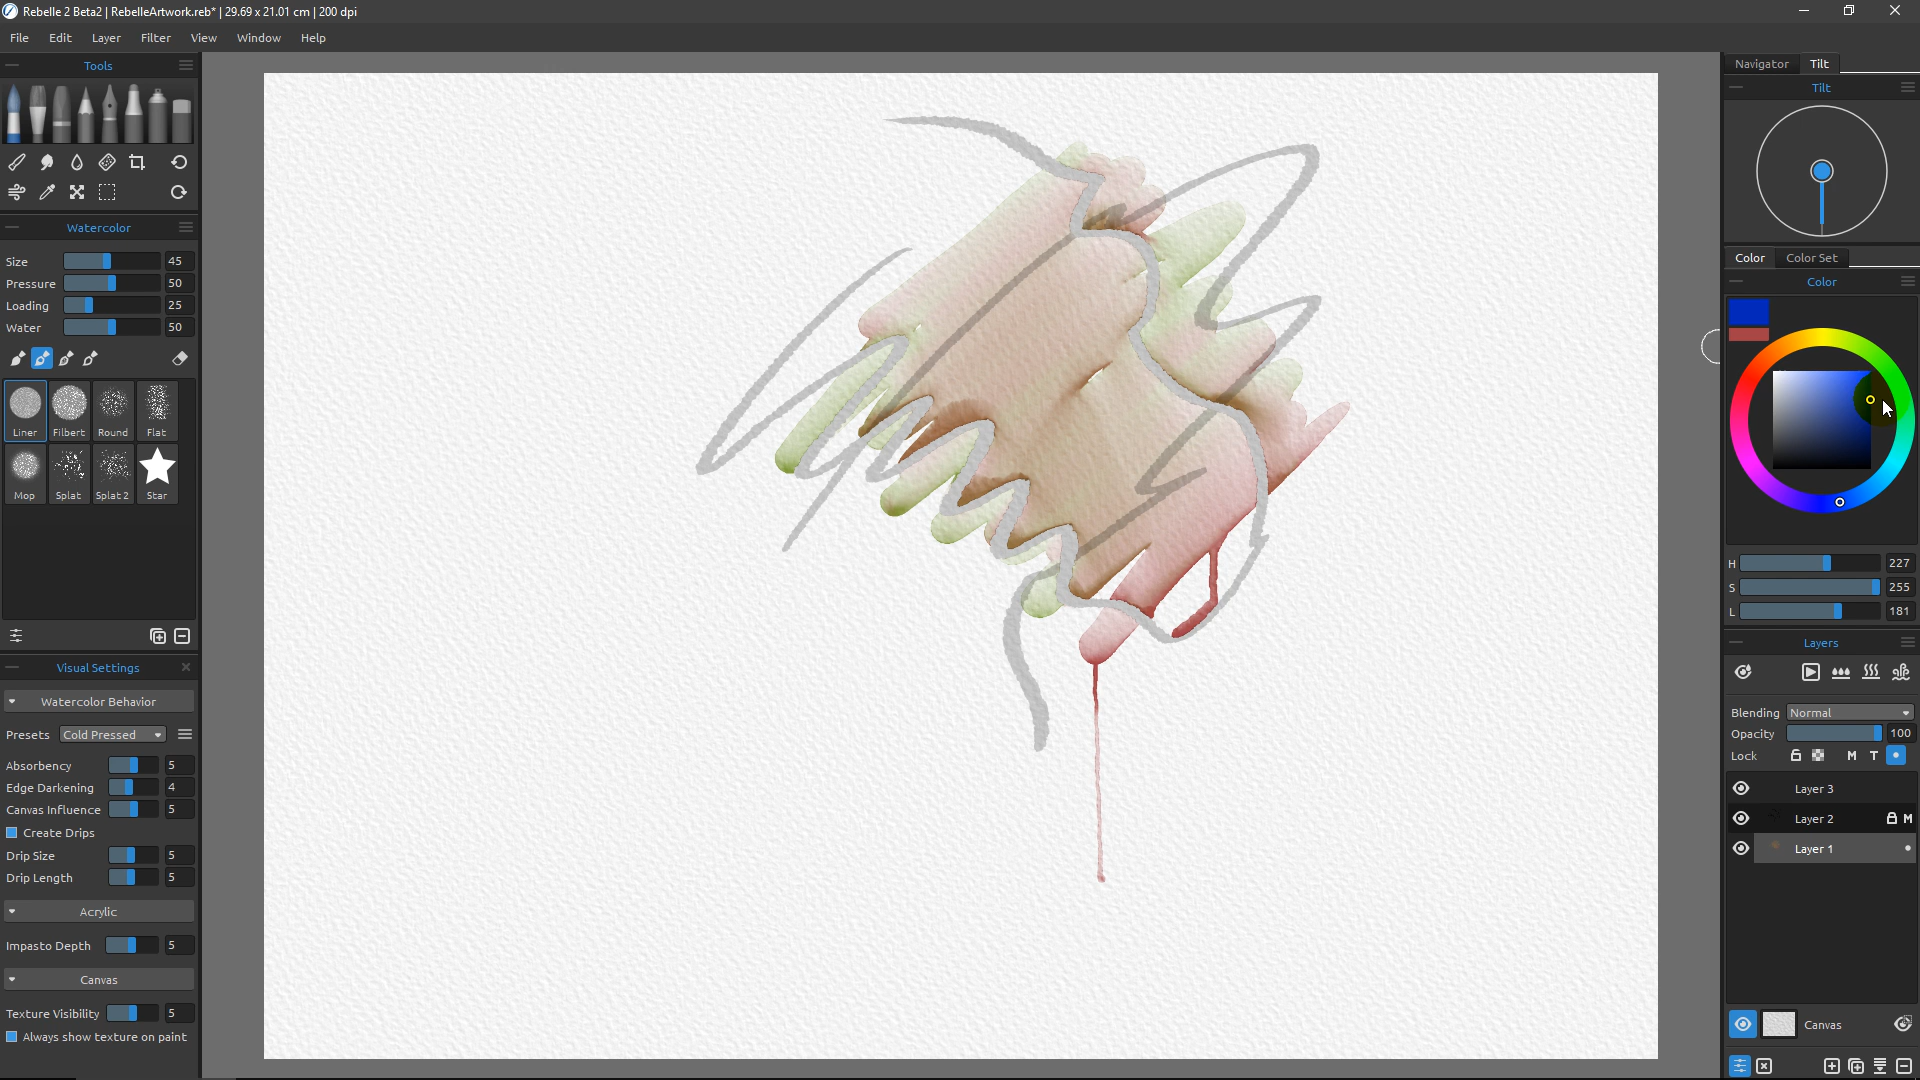 Rebelle 2 Beta2 | RebelleArtwork.reb* | 29.69 x 21.01 cm | 200 dpi
File Edit Layer Filter View Window Help
Tools
Watercolor
Size 45
Pressure 50
Loading 25
Water 50
Liner Filbert Round Flat
Mop Splat Splat 2 Star
Visual Settings
Watercolor Behavior
Presets Cold Pressed
Absorbency 5
Edge Darkening 4
Canvas Influence 5
Create Drips
Drip Size 5
Drip Length 5
Acrylic
Impasto Depth 5
Canvas
Texture Visibility 5
Always show texture on paint
Navigator Tilt
Tilt
Color Color Set
Color
H 227
S 255
L 181
Layers
Blending Normal
Opacity 100
Lock M T
Layer 3
Layer 2 M
Layer 1
Canvas